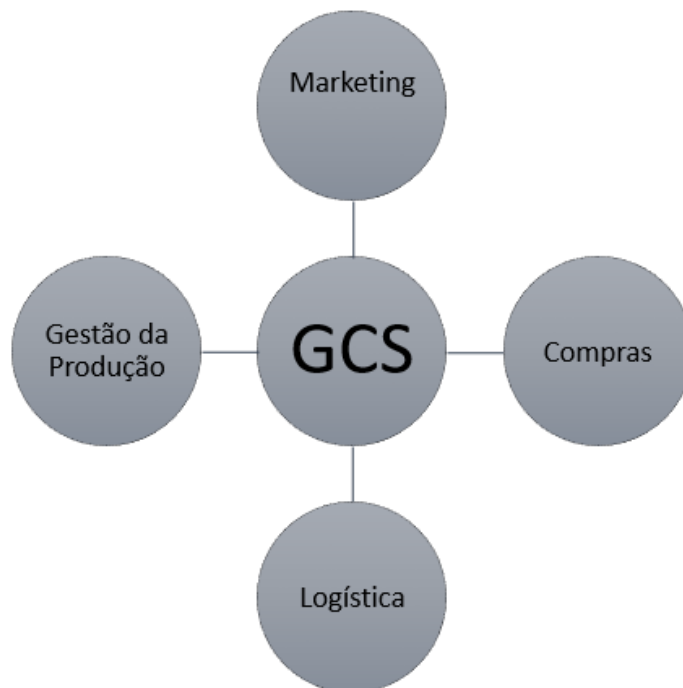 Marketing
Gestão da
Produção
GCS
Compras
Logística